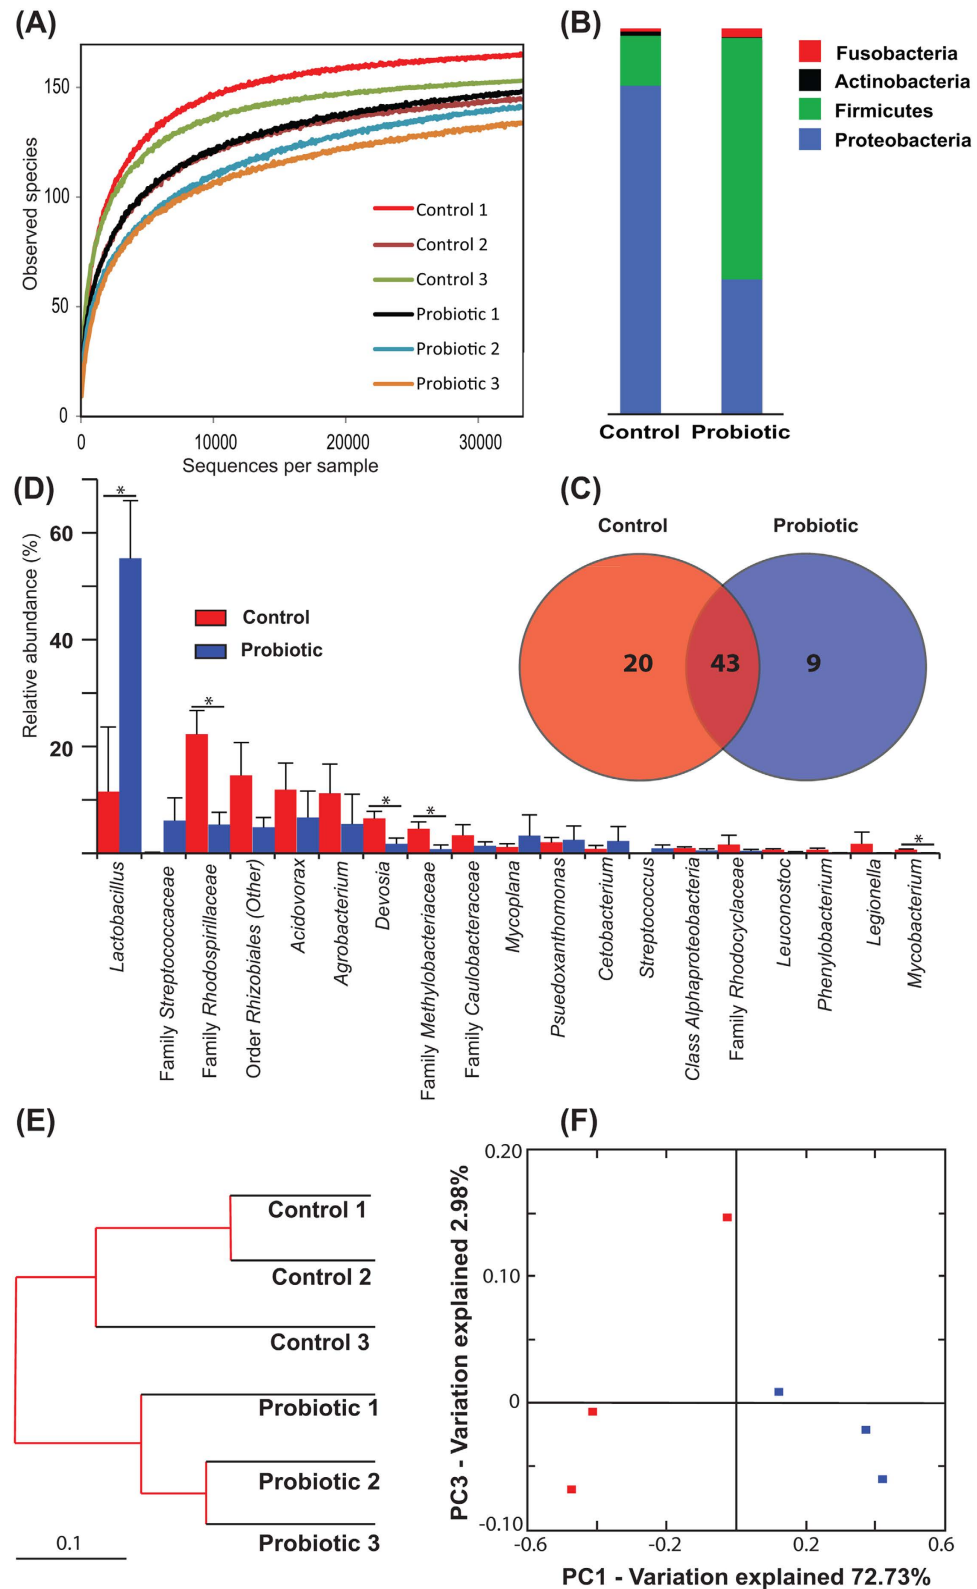 (A)
Observed species
150
100
50
0
0 10000 20000 30000
Sequences per sample
Control 1
Control 2
Control 3
Probiotic 1
Probiotic 2
Probiotic 3
(B)
Fusobacteria
Actinobacteria
Firmicutes
Proteobacteria
Control Probiotic
(D)
Relative abundance (%)
60
40
20
* * * * *
Control
Probiotic
Lactobacillus
Family Streptococcaceae
Family Rhodospirillaceae
Order Rhizobiales (Other)
Acidovorax
Agrobacterium
Devosia
Family Methylobacteriaceae
Family Caulobacteraceae
Mycoplana
Psuedoxanthomonas
Cetobacterium
Streptococcus
Class Alphaproteobacteria
Family Rhodocyclaceae
Leuconostoc
Phenylobacterium
Legionella
Mycobacterium
(C)
Control Probiotic
20 43 9
(E)
Control 1
Control 2
Control 3
Probiotic 1
Probiotic 2
Probiotic 3
0.1
(F)
PC3 - Variation explained 2.98%
0.20
0.10
0
-0.10
-0.6 -0.2 0.2 0.6
PC1 - Variation explained 72.73%